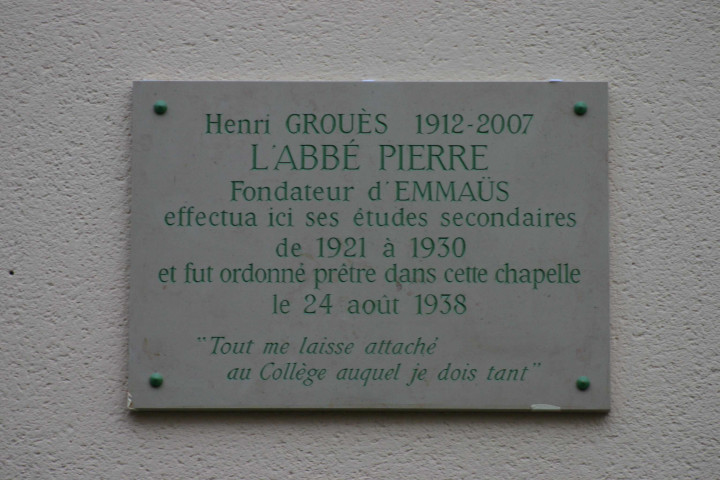 Henri GROUÈS 1912-2007
L'ABBÉ PIERRE
Fondateur d'EMMAÜS
effectua ici ses études secondaires
de 1921 à 1930
et fut ordonné prêtre dans cette chapelle
le 24 août 1938
"Tout me laisse attaché
au Collège auquel je dois tant"